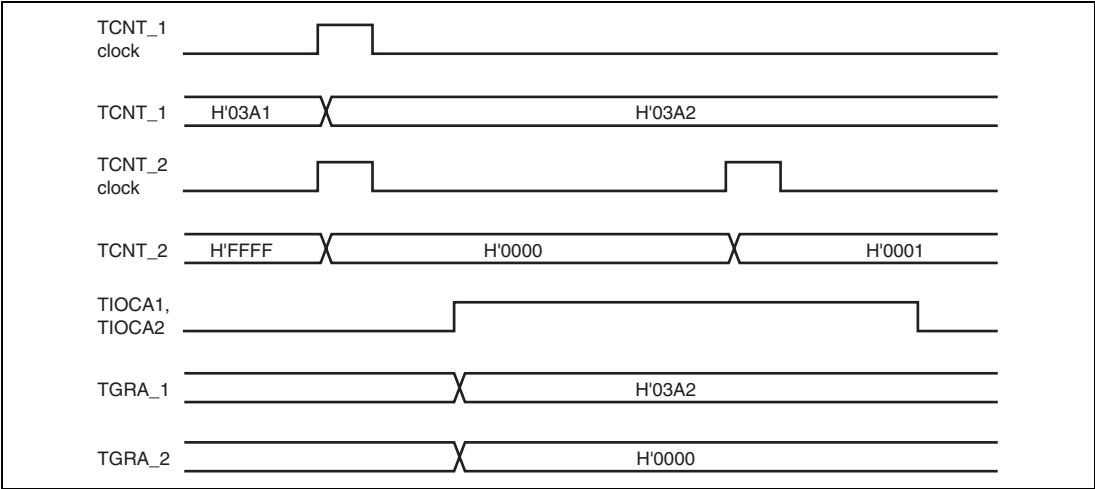 TCNT_1
clock
TCNT_1
H'03A1
H'03A2
TCNT_2
clock
TCNT_2
H'FFFF
H'0000
H'0001
TIOCA1,
TIOCA2
TGRA_1
H'03A2
TGRA_2
H'0000